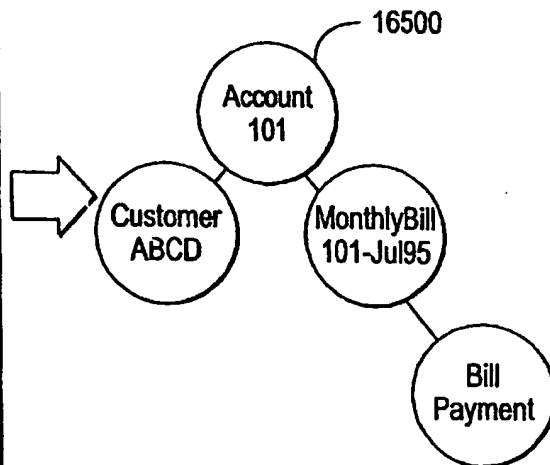 16500
Account
101
Customer
ABCD
MonthlyBill
101-Jul95
Bill
Payment